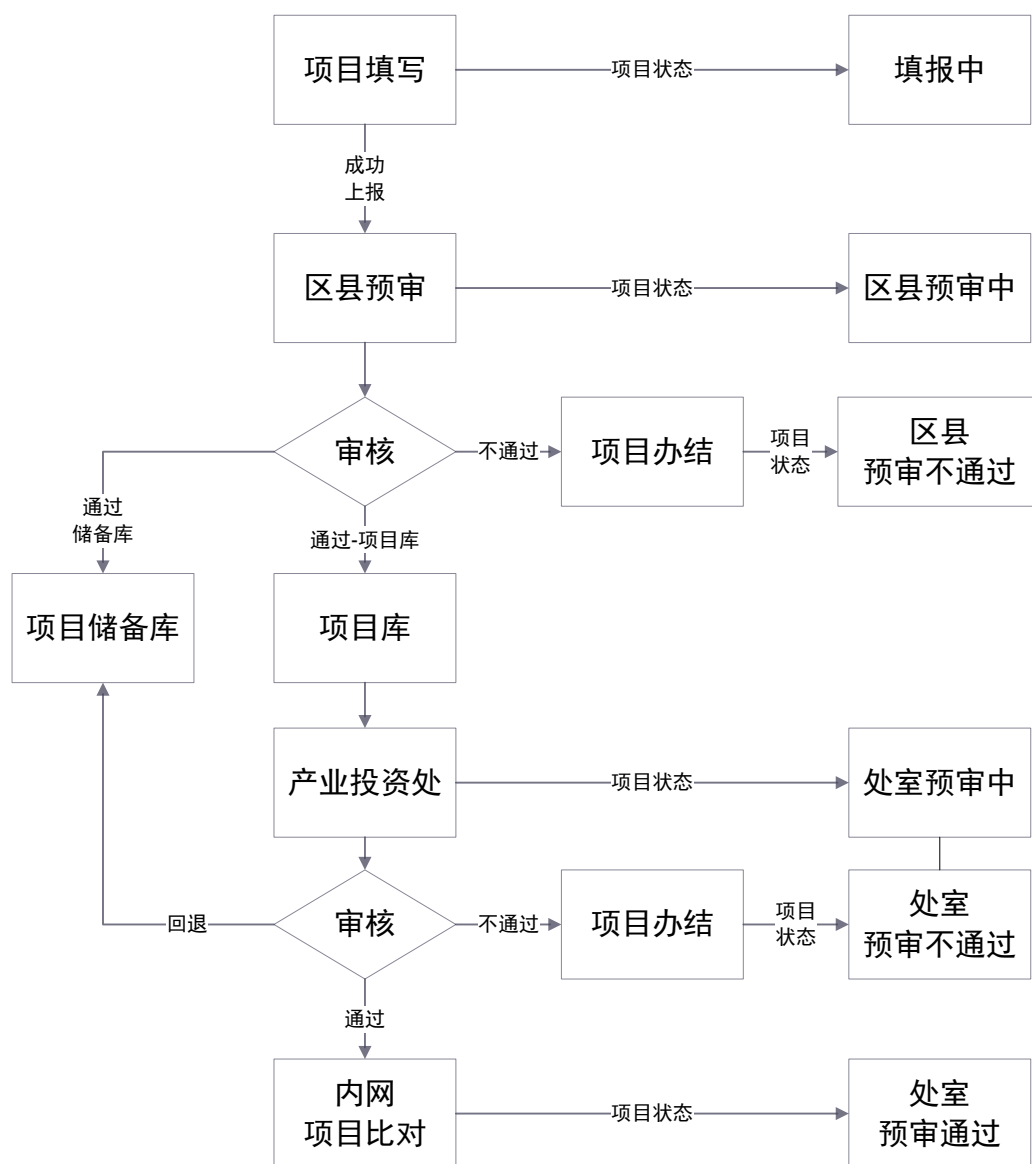 项目填写
项目状态
填报中
成功
上报
区县预审
项目状态
区县预审中
审核
不通过
项目办结
项目
状态
区县
预审不通过
通过
储备库
通过-项目库
项目储备库
项目库
产业投资处
项目状态
处室预审中
回退
审核
不通过
项目办结
项目
状态
处室
预审不通过
通过
内网
项目比对
项目状态
处室
预审通过